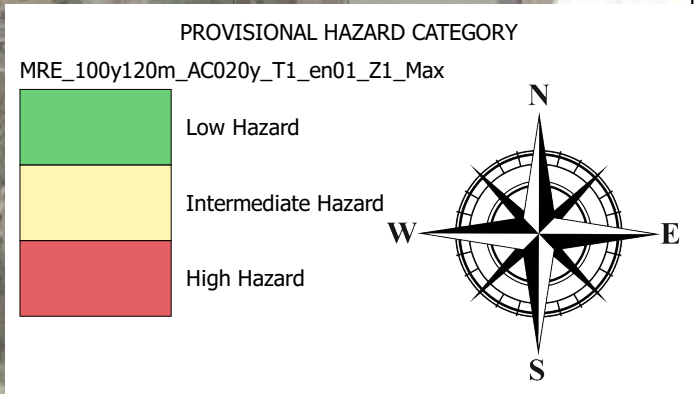 PROVISIONAL HAZARD CATEGORY
MRE_100y120m_AC020y_T1_en01_Z1_Max
Low Hazard
Intermediate Hazard
High Hazard
N
W
E
S